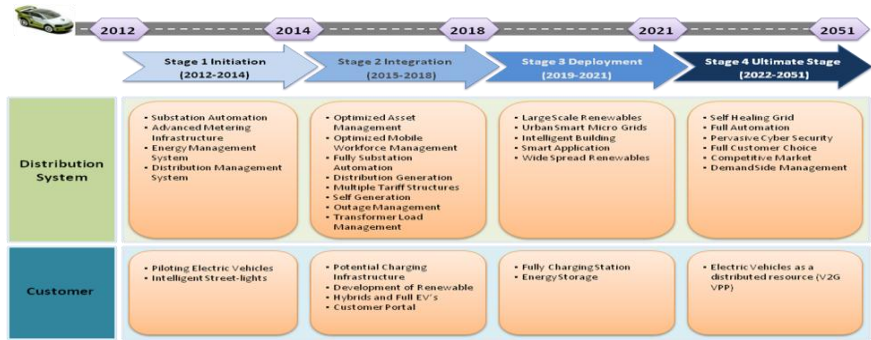 2012
2014
2018
2021
2051
Stage 1 Initiation
(2012-2014)
Stage 2 Integration
(2015-2018)
Stage 3 Deployment
(2019-2021)
Stage 4 Ultimate Stage
(2022-2051)
Distribution
System
• Substation Automation
• Advanced Metering
Infrastructure
• Energy Management
System
• Distribution Management
System
• Optimized Asset
Management
• Optimized Mobile
Workforce Management
• Fully Substation
Automation
• Distribution Generation
• Multiple Tariff Structures
• Self Generation
• Outage Management
• Transformer Load
Management
• Large Scale Renewables
• Urban Smart Micro Grids
• Intelligent Building
• Smart Application
• Wide Spread Renewables
• Self Healing Grid
• Full Automation
• Pervasive Cyber Security
• Full Customer Choice
• Competitive Market
• Demand Side Management
Customer
• Piloting Electric Vehicles
• Intelligent Street-lights
• Potential Charging
Infrastructure
• Development of Renewable
• Hybrids and Full EV's
• Customer Portal
• Fully Charging Station
• Energy Storage
• Electric Vehicles as a
distributed resource (V2G
VPP)